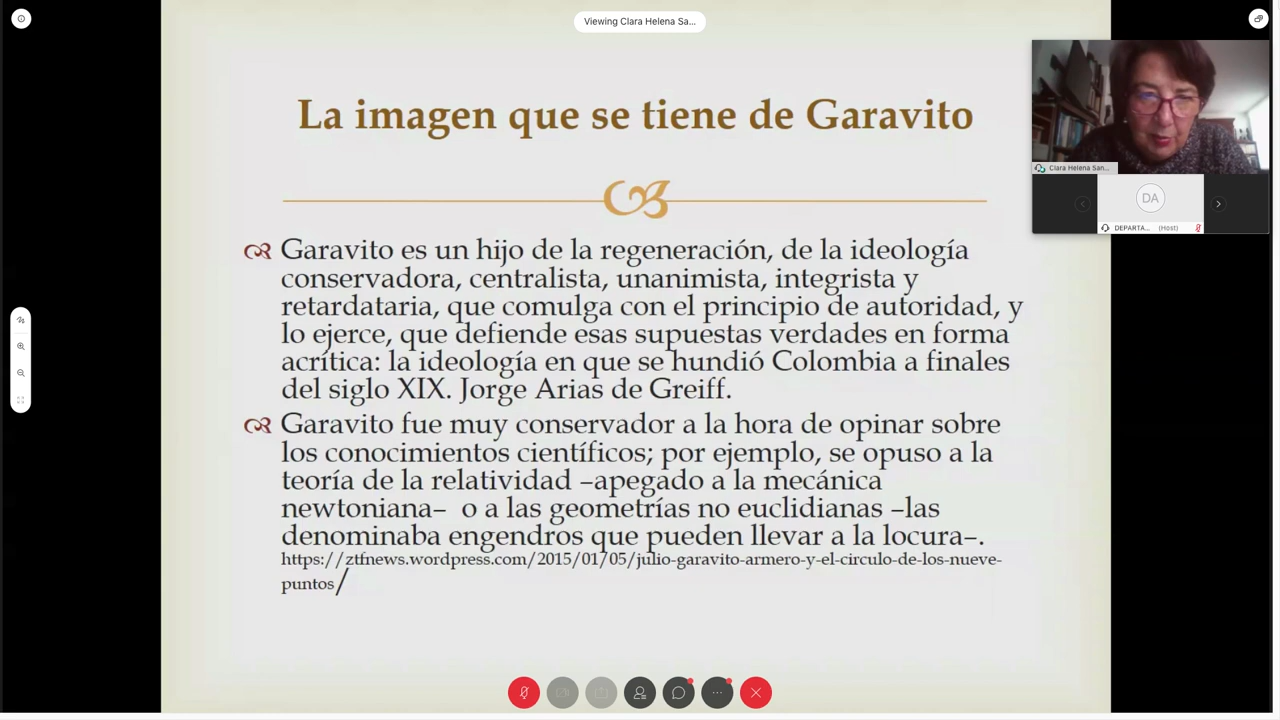 Viewing Clara Helena Sa...
La imagen que se tiene de Garavito
Garavito es un hijo de la regeneración, de la ideología
conservadora, centralista, unanimista, integrista y
retardataria, que comulga con el principio de autoridad, y
lo ejerce, que defiende esas supuestas verdades en forma
acrítica: la ideología en que se hundió Colombia a finales
del siglo XIX. Jorge Arias de Greiff.
Garavito fue muy conservador a la hora de opinar sobre
los conocimientos científicos; por ejemplo, se opuso a la
teoría de la relatividad –apegado a la mecánica
newtoniana– o a las geometrías no euclidianas –las
denominaba engendros que pueden llevar a la locura–.
https://ztfnews.wordpress.com/2015/01/05/julio-garavito-armero-y-el-circulo-de-los-nueve-
puntos/
Clara Helena San...
DA
DEPARTA... (Host)